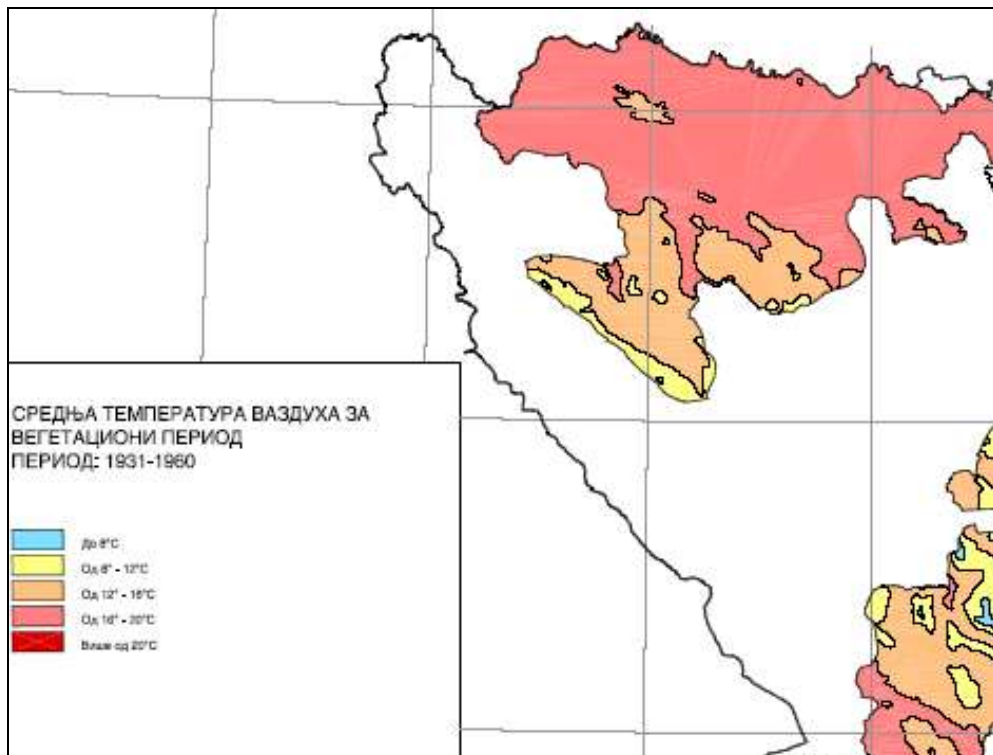 СРЕДЊА ТЕМПЕРАТУРА ВАЗДУХА ЗА
ВЕГЕТАЦИОНИ ПЕРИОД
ПЕРИОД: 1931-1960
До 8°C
Од 8° - 12°C
Од 12° - 16°C
Од 16° - 20°C
Више од 20°C